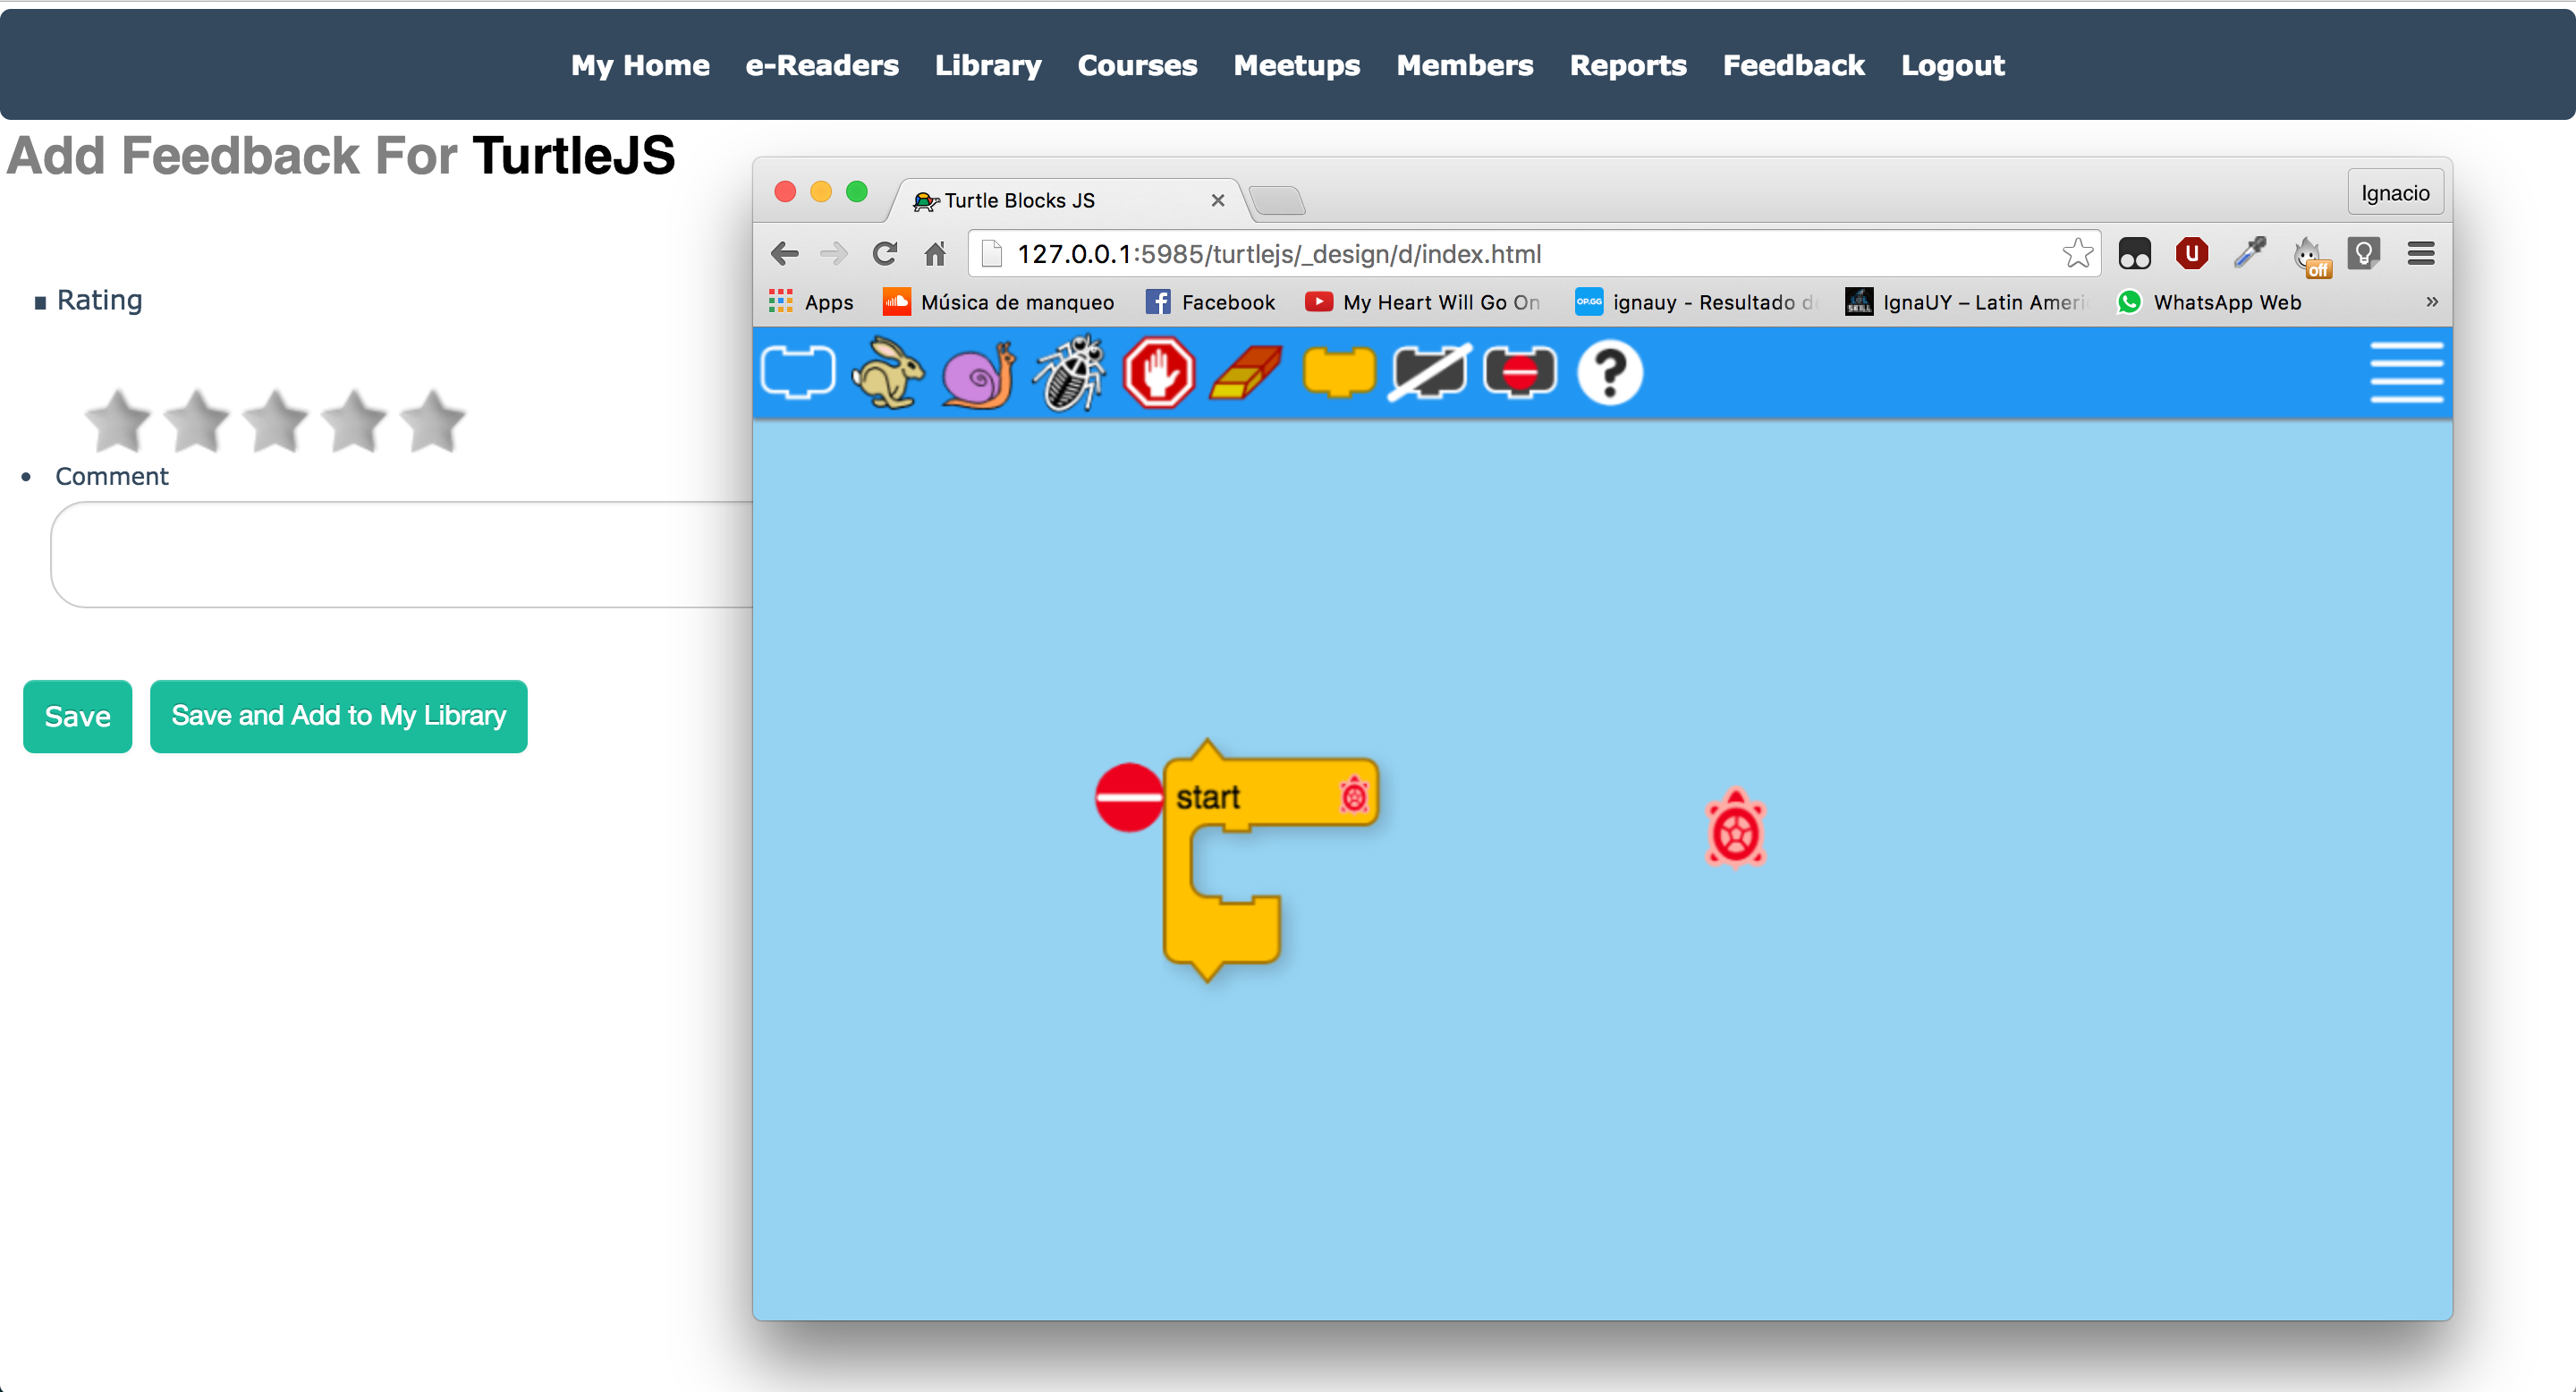 My Home e-Readers Library Courses Meetups Members Reports Feedback Logout
Add Feedback For TurtleJS
Rating
Comment
Save Save and Add to My Library
Turtle Blocks JS
Ignacio
127.0.0.1:5985/turtlejs/_design/d/index.html
U
off
Apps Música de manqueo Facebook My Heart Will Go On OP.GG ignauy - Resultado d IgnaUY – Latin Ameri WhatsApp Web »
?
start